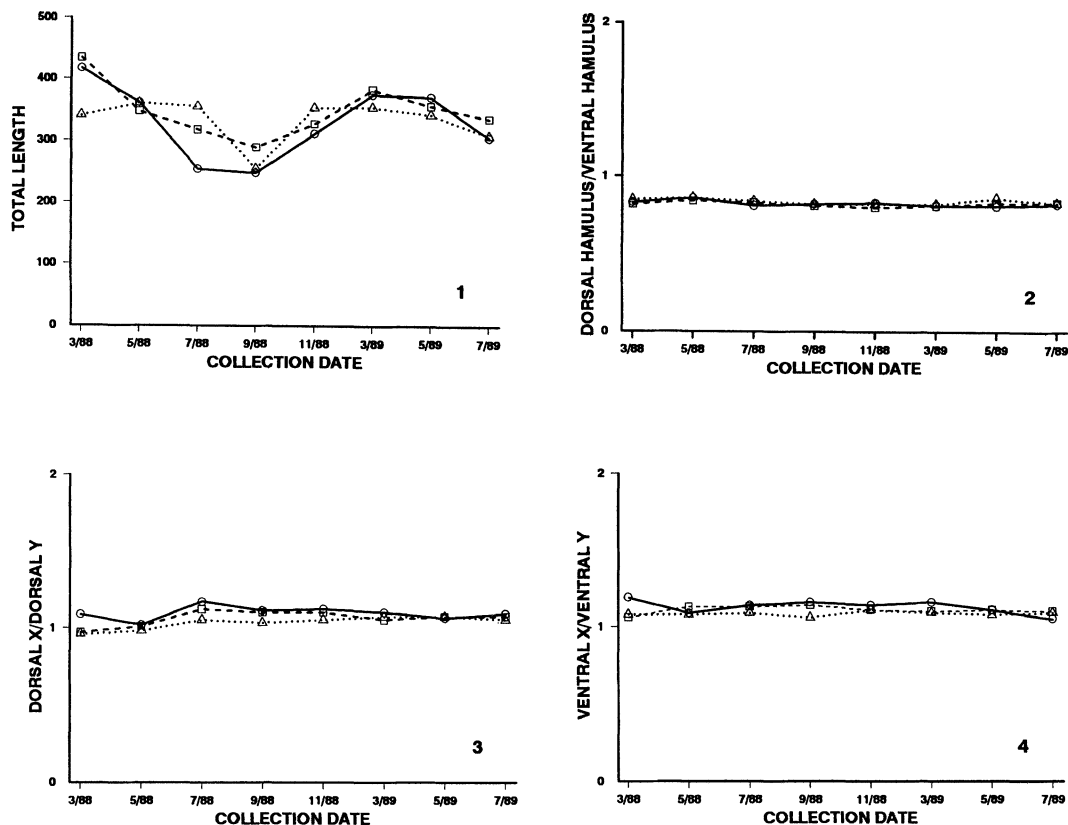 500
400
300
200
100
0
TOTAL LENGTH
3/88 5/88 7/88 9/88 11/88 3/89 5/89 7/89
COLLECTION DATE
1
2
1
0
DORSAL HAMULUS/VENTRAL HAMULUS
3/88 5/88 7/88 9/88 11/88 3/89 5/89 7/89
COLLECTION DATE
2
2
1
0
DORSAL X/DORSAL Y
3/88 5/88 7/88 9/88 11/88 3/89 5/89 7/89
COLLECTION DATE
3
2
1
0
VENTRAL X/VENTRAL Y
3/88 5/88 7/88 9/88 11/88 3/89 5/89 7/89
COLLECTION DATE
4